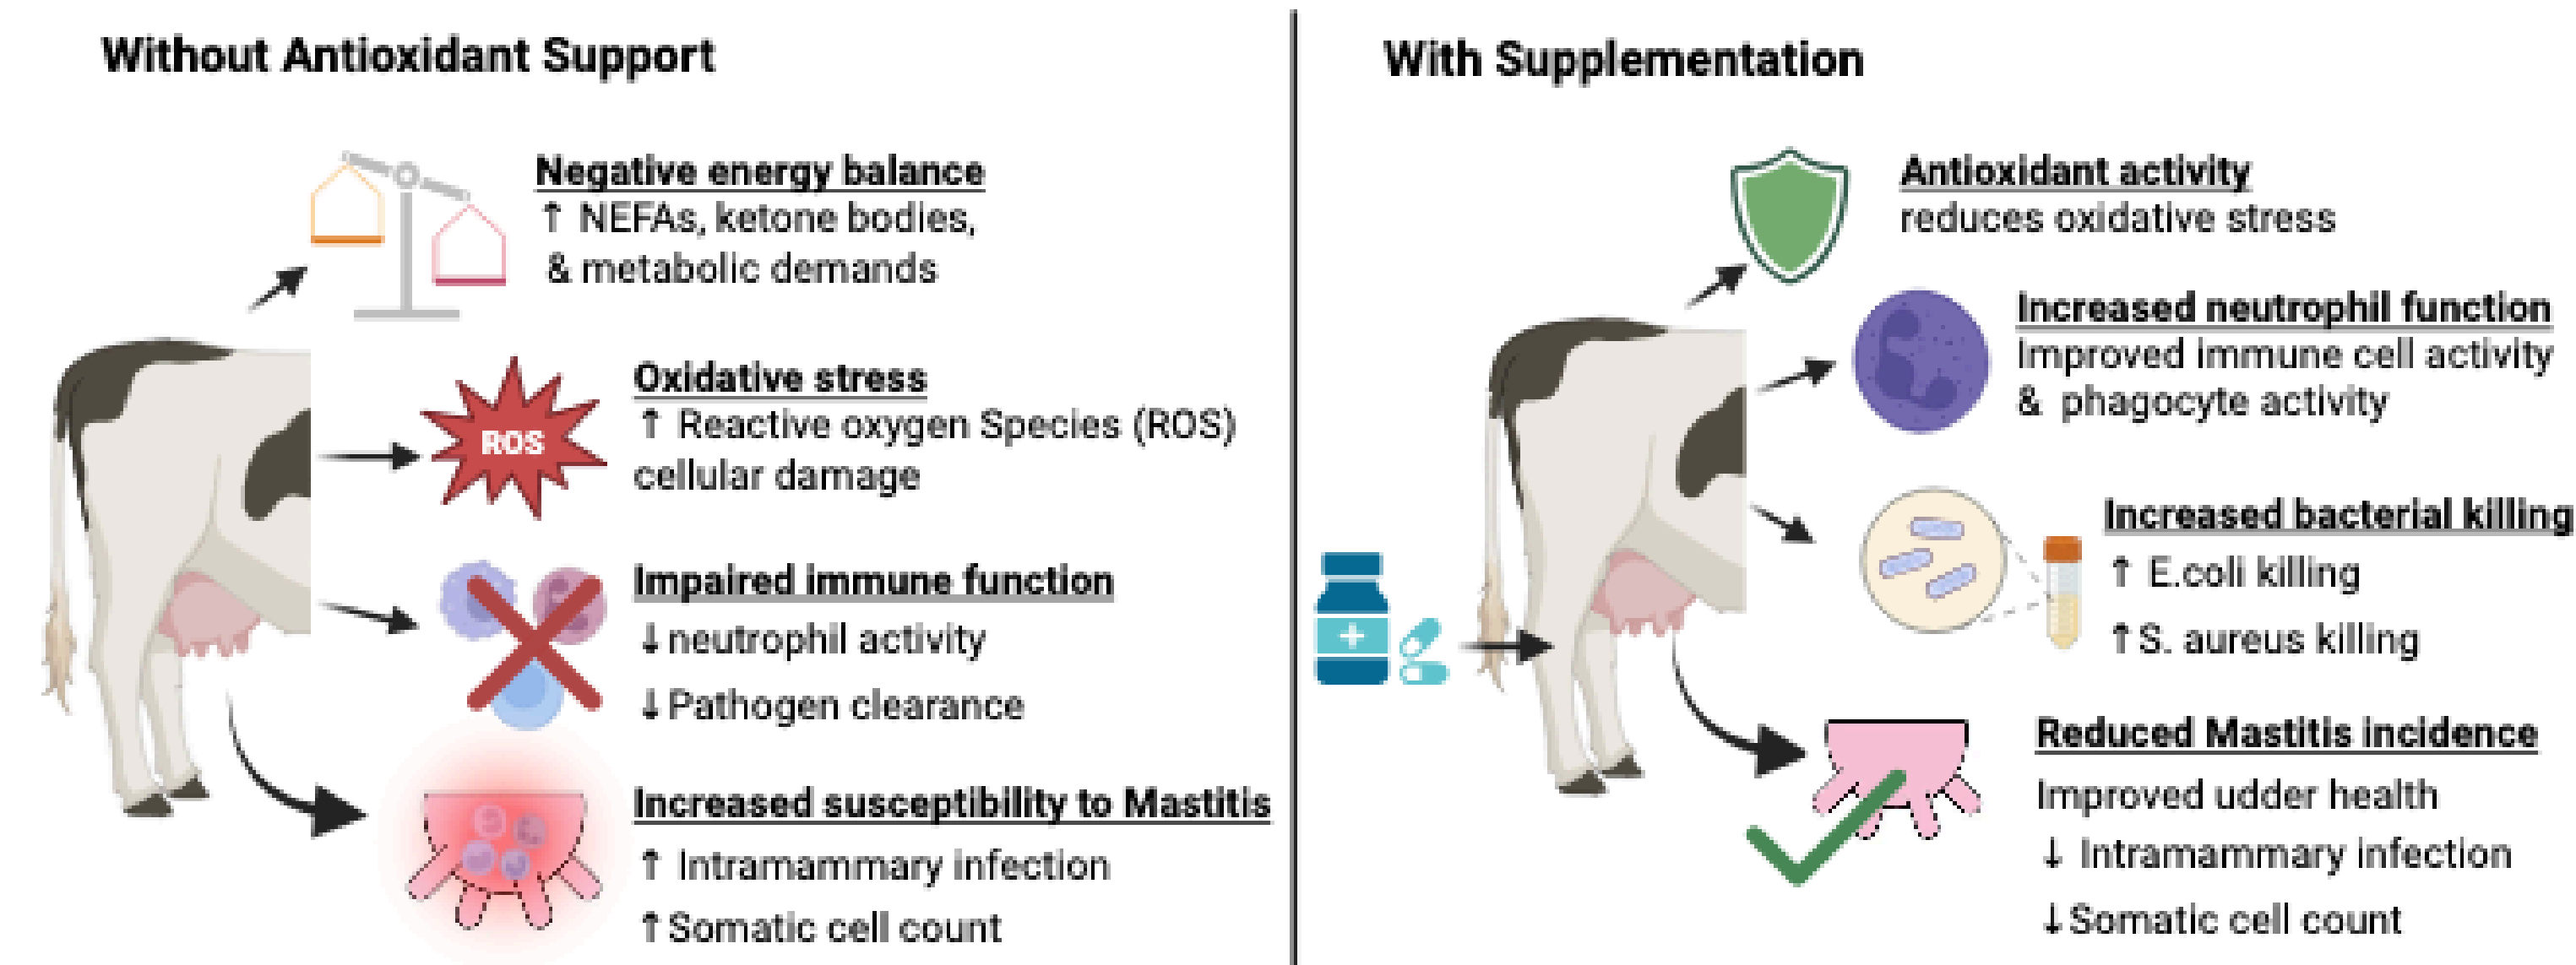 Without Antioxidant Support
Negative energy balance
↑ NEFAs, ketone bodies,
& metabolic demands
Oxidative stress
↑ Reactive oxygen Species (ROS)
cellular damage
ROS
Impaired immune function
↓neutrophil activity
↓Pathogen clearance
Increased susceptibility to Mastitis
↑ Intramammary infection
↑Somatic cell count
With Supplementation
Antioxidant activity
reduces oxidative stress
Increased neutrophil function
Improved immune cell activity
& phagocyte activity
Increased bacterial killing
↑ E.coli killing
↑S. aureus killing
Reduced Mastitis incidence
Improved udder health
↓ Intramammary infection
↓Somatic cell count